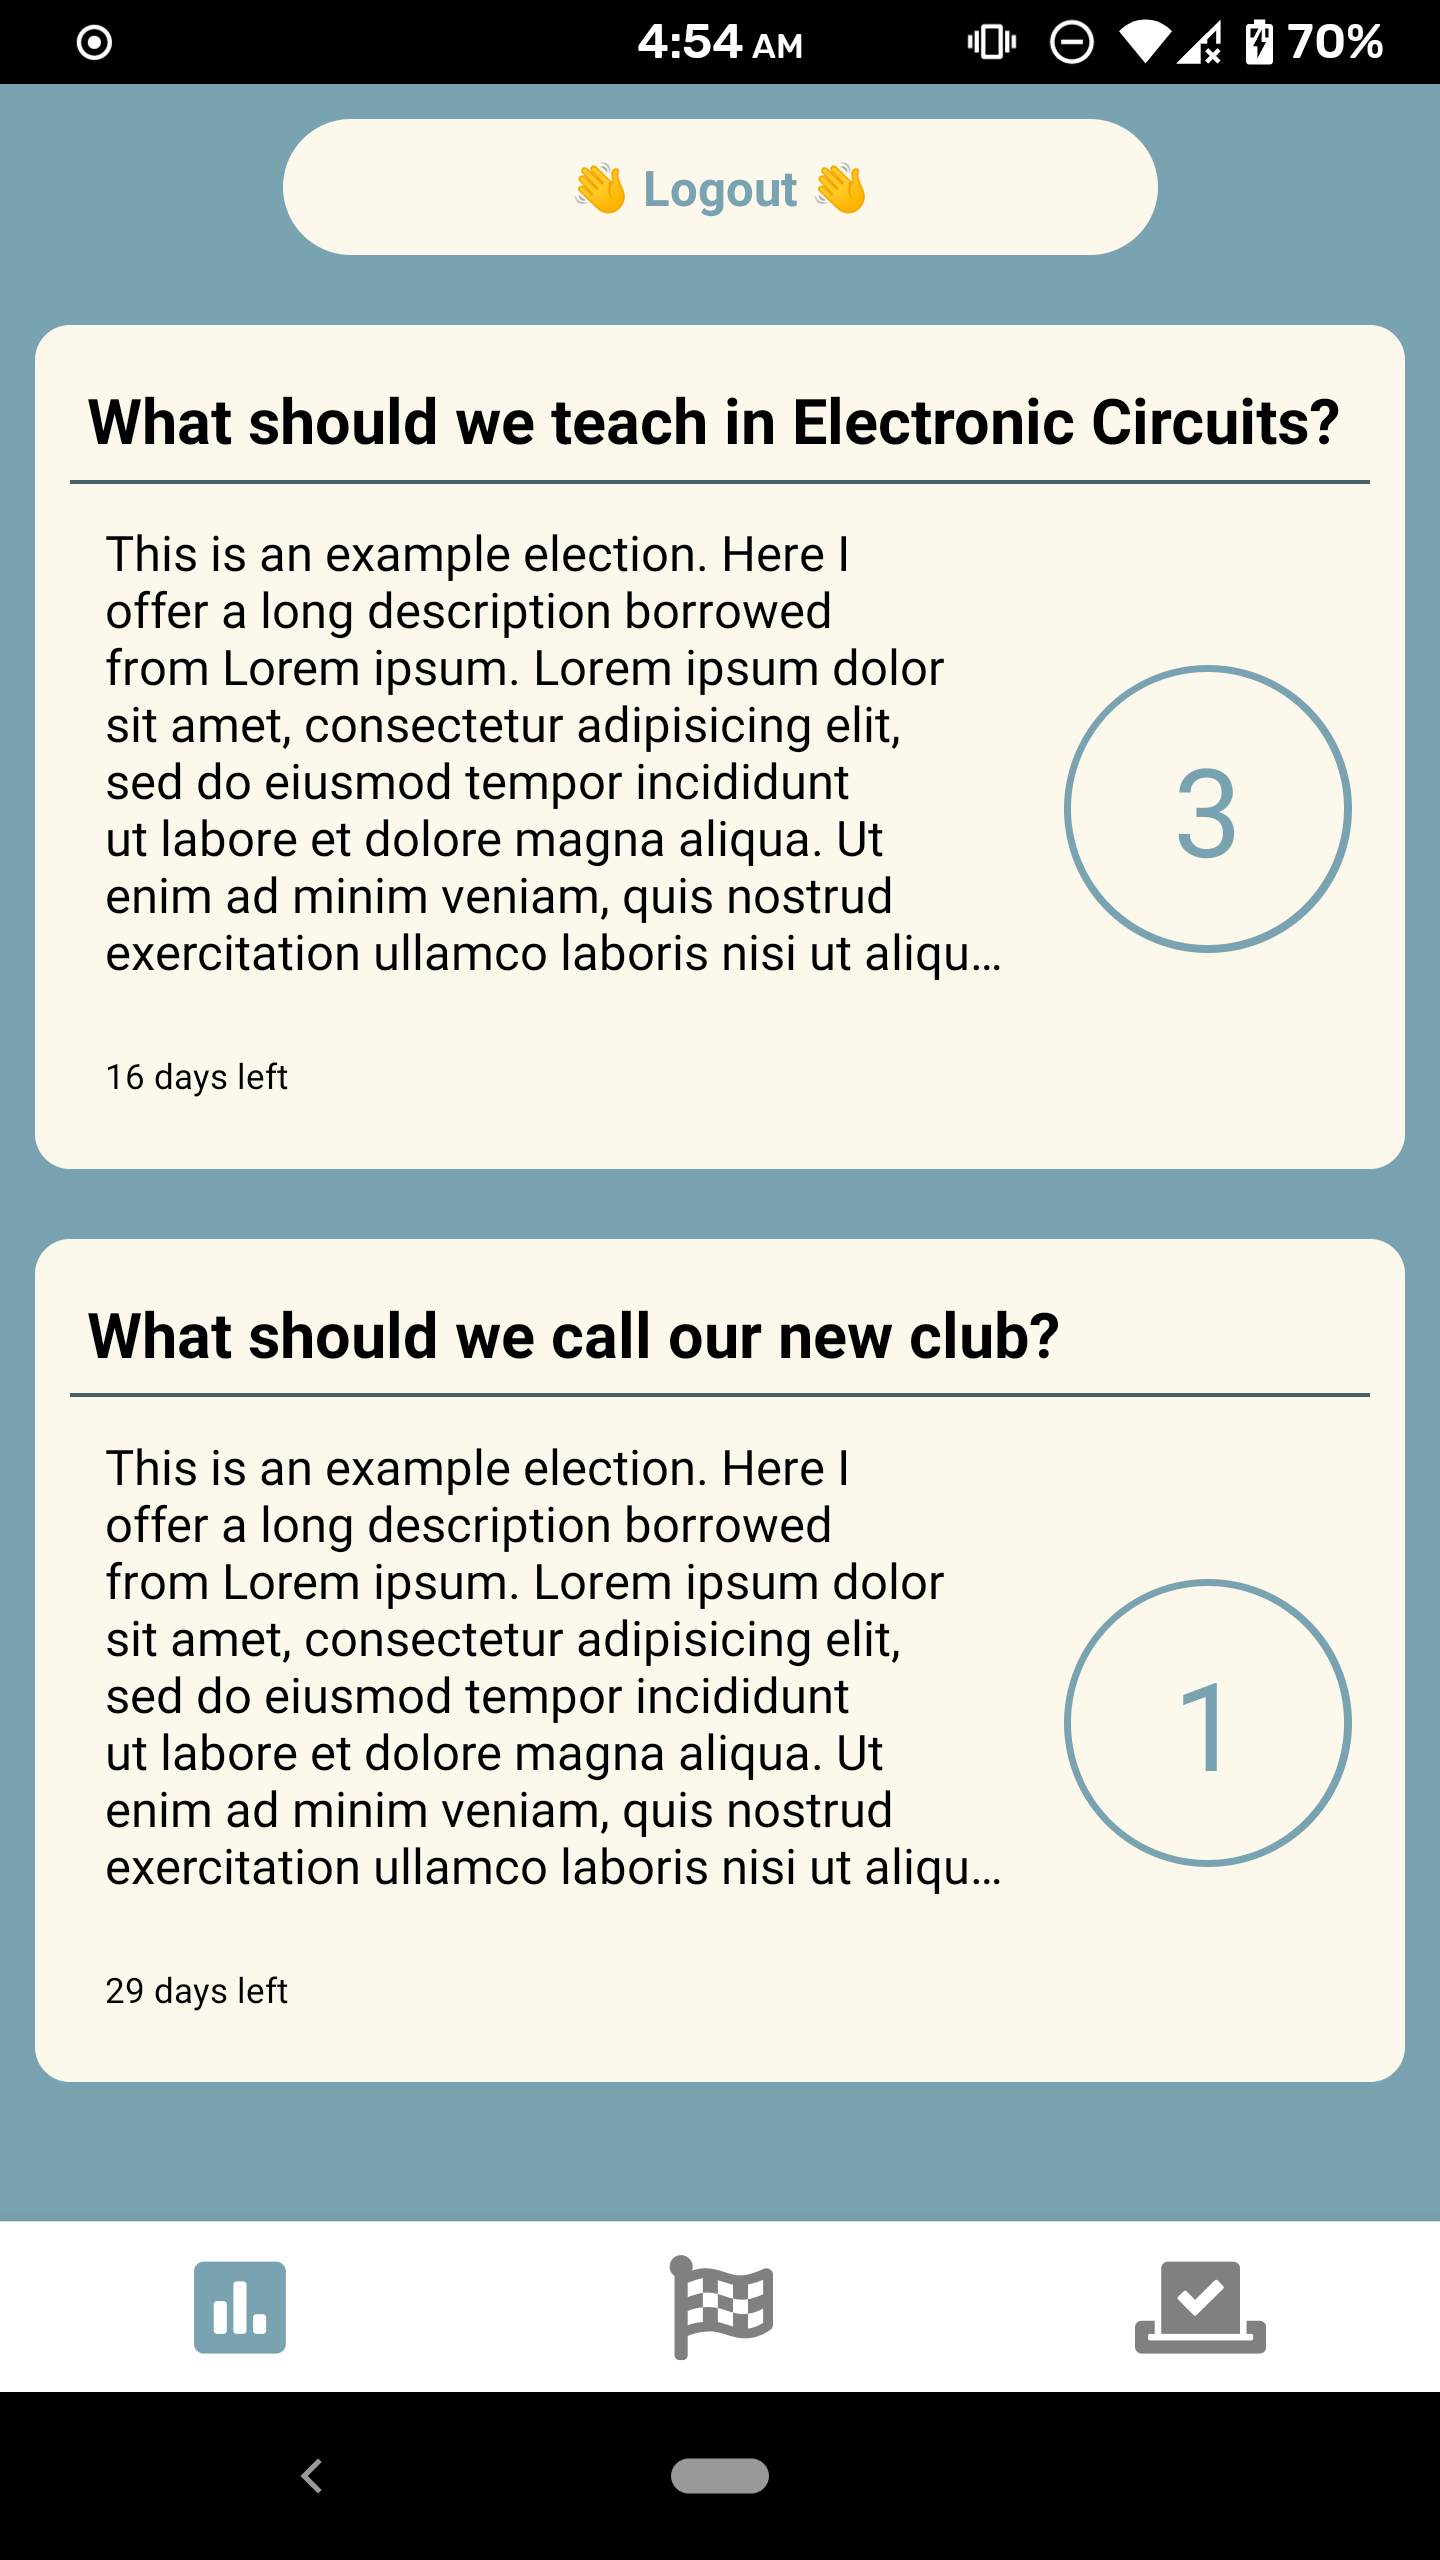 4:54 AM 70%
👋 Logout 👋
What should we teach in Electronic Circuits?
This is an example election. Here I
offer a long description borrowed
from Lorem ipsum. Lorem ipsum dolor
sit amet, consectetur adipisicing elit,
sed do eiusmod tempor incididunt
ut labore et dolore magna aliqua. Ut
enim ad minim veniam, quis nostrud
exercitation ullamco laboris nisi ut aliqu…
3
16 days left
What should we call our new club?
This is an example election. Here I
offer a long description borrowed
from Lorem ipsum. Lorem ipsum dolor
sit amet, consectetur adipisicing elit,
sed do eiusmod tempor incididunt
ut labore et dolore magna aliqua. Ut
enim ad minim veniam, quis nostrud
exercitation ullamco laboris nisi ut aliqu…
1
29 days left